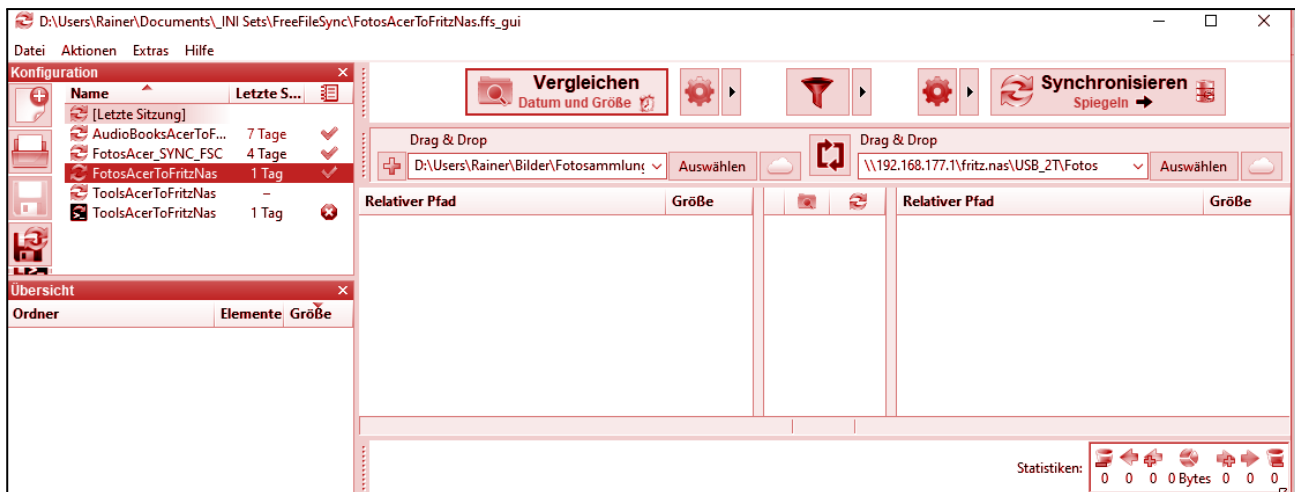 D:\Users\Rainer\Documents\_INI Sets\FreeFileSync\FotosAcerToFritzNas.ffs_gui
Datei Aktionen Extras Hilfe
Konfiguration
Name Letzte S...
[Letzte Sitzung]
AudioBooksAcerToF... 7 Tage
FotosAcer_SYNC_FSC 4 Tage
FotosAcerToFritzNas 1 Tag
ToolsAcerToFritzNas –
ToolsAcerToFritzNas 1 Tag
Übersicht
Ordner Elemente Größe
Vergleichen
Datum und Größe
Synchronisieren
Spiegeln
Drag & Drop
D:\Users\Rainer\Bilder\Fotosammlung Auswählen
Drag & Drop
\\192.168.177.1\fritz.nas\USB_2T\Fotos Auswählen
Relativer Pfad Größe
Relativer Pfad Größe
Statistiken:
0 0 0 0 Bytes 0 0 0